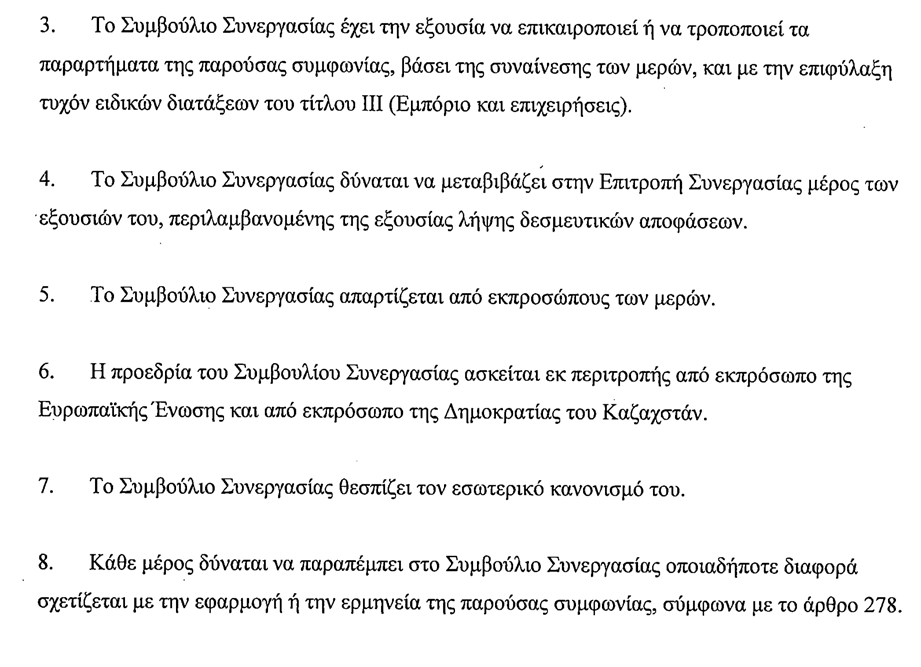 3. Το Συμβούλιο Συνεργασίας έχει την εξουσία να επικαιροποιεί ή να τροποποιεί τα
παραρτήματα της παρούσας συμφωνίας, βάσει της συναίνεσης των μερών, και με την επιφύλαξη
τυχόν ειδικών διατάξεων του τίτλου III (Εμπόριο και επιχειρήσεις).
4. Το Συμβούλιο Συνεργασίας δύναται να μεταβιβάζει στην Επιτροπή Συνεργασίας μέρος των
εξουσιών του, περιλαμβανομένης της εξουσίας λήψης δεσμευτικών αποφάσεων.
5. Το Συμβούλιο Συνεργασίας απαρτίζεται από εκπροσώπους των μερών.
6. Η προεδρία του Συμβουλίου Συνεργασίας ασκείται εκ περιτροπής από εκπρόσωπο της
Ευρωπαϊκής Ένωσης και από εκπρόσωπο της Δημοκρατίας του Καζαχστάν.
7. Το Συμβούλιο Συνεργασίας θεσπίζει τον εσωτερικό κανονισμό του.
8. Κάθε μέρος δύναται να παραπέμπει στο Συμβούλιο Συνεργασίας οποιαδήποτε διαφορά
σχετίζεται με την εφαρμογή ή την ερμηνεία της παρούσας συμφωνίας, σύμφωνα με το άρθρο 278.